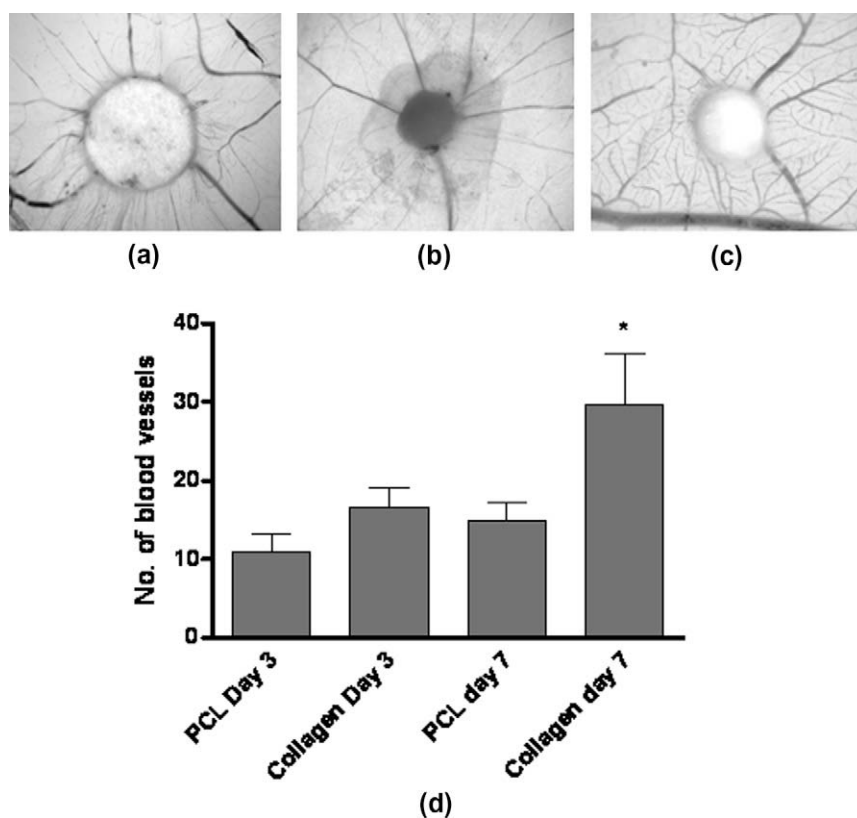 (a)
(b)
(c)
40
30
20
10
0
No. of blood vessels
*
PCL Day 3
Collagen Day 3
PCL day 7
Collagen day 7
(d)